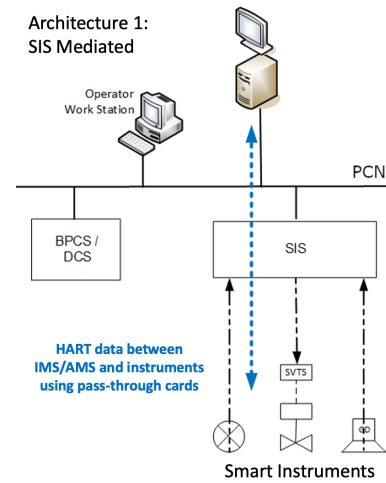 Architecture 1:
SIS Mediated
Operator
Work Station
PCN
BPCS /
DCS
SIS
HART data between
IMS/AMS and instruments
using pass-through cards
SVTS
GD
Smart Instruments